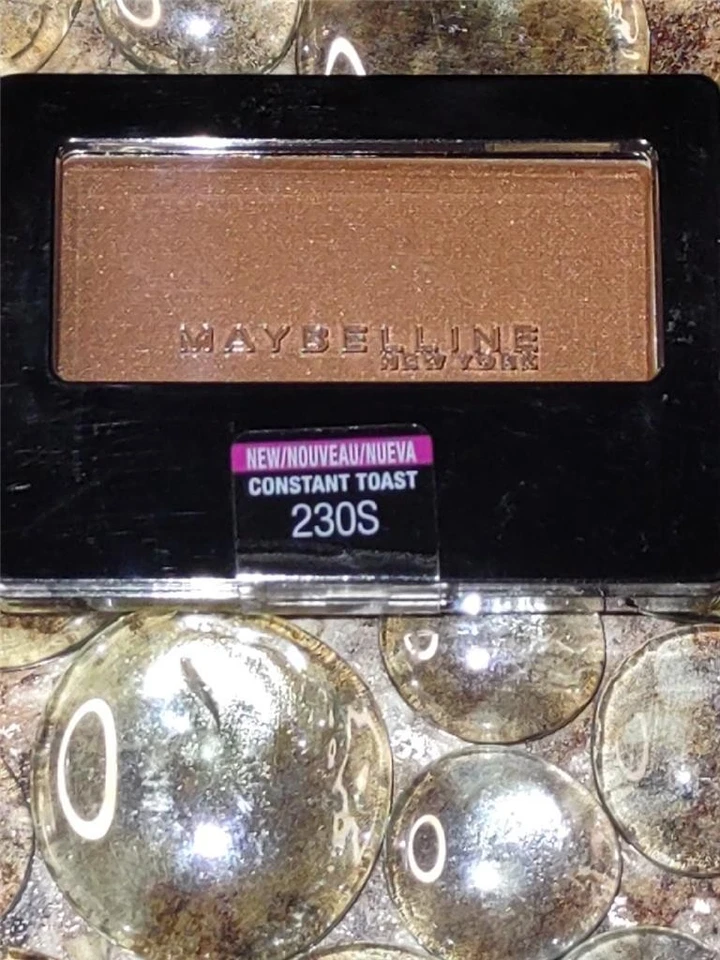 MAYBELLINE
NEW YORK
NEW/NOUVEAU/NUEVA
CONSTANT TOAST
230S